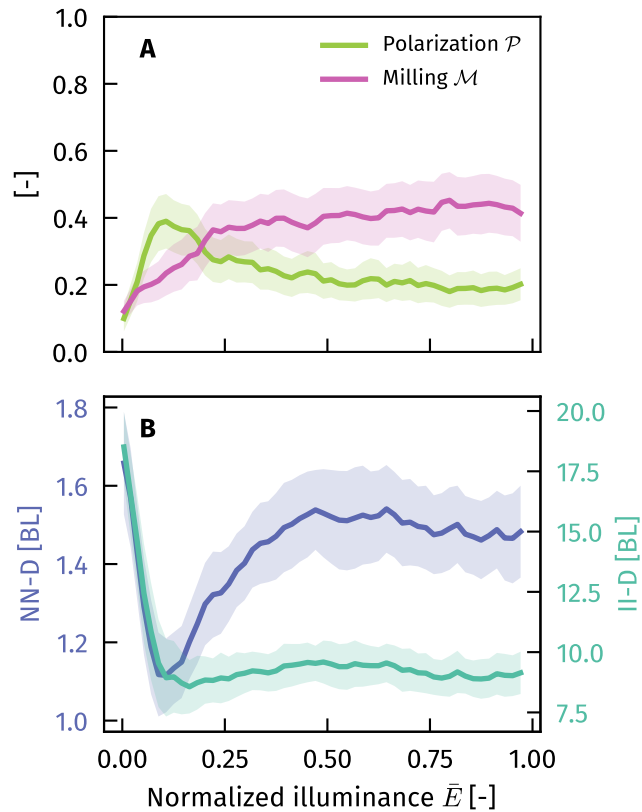 A
Polarization 𝒫
Milling ℳ
[-]
1.0
0.8
0.6
0.4
0.2
0.0
B
NN-D [BL]
1.8
1.6
1.4
1.2
1.0
II-D [BL]
20.0
17.5
15.0
12.5
10.0
7.5
0.00 0.25 0.50 0.75 1.00
Normalized illuminance Ē [-]